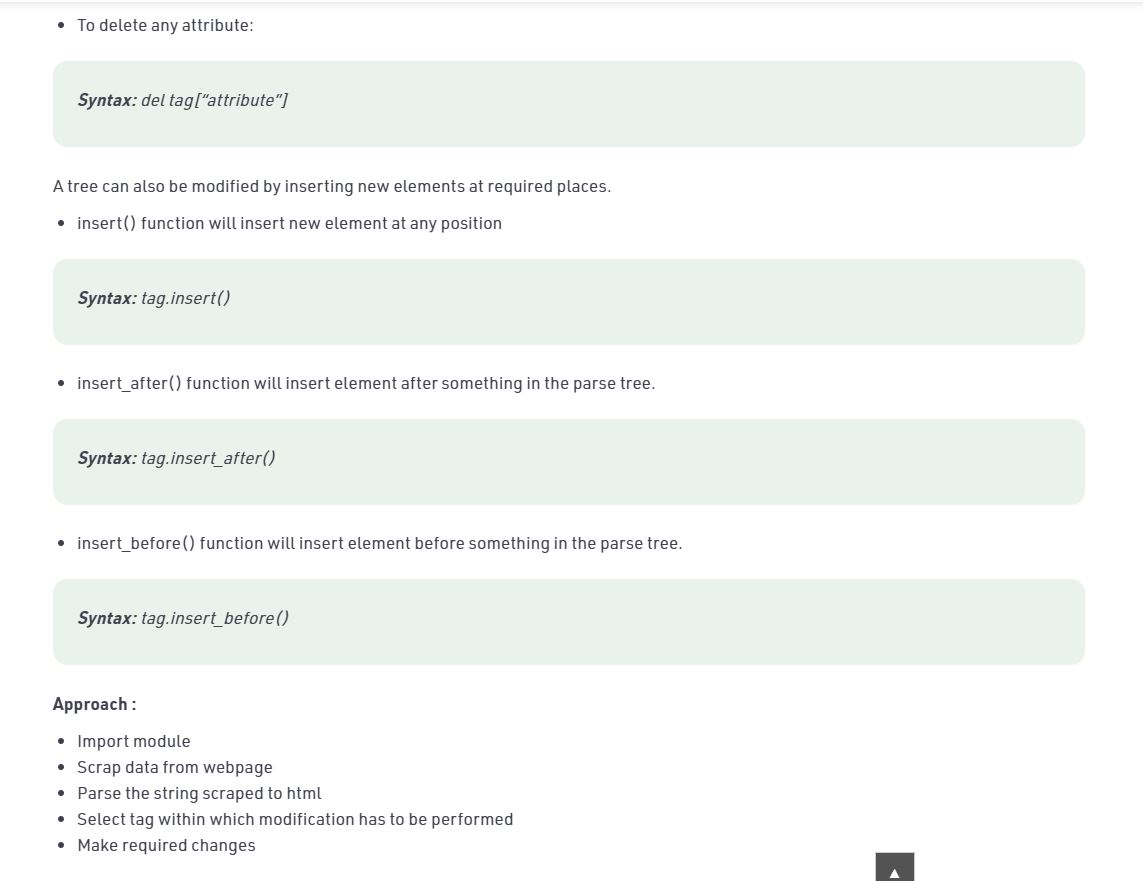 • To delete any attribute:
Syntax: del tag[“attribute”]
A tree can also be modified by inserting new elements at required places.
• insert() function will insert new element at any position
Syntax: tag.insert()
• insert_after() function will insert element after something in the parse tree.
Syntax: tag.insert_after()
• insert_before() function will insert element before something in the parse tree.
Syntax: tag.insert_before()
Approach :
• Import module
• Scrap data from webpage
• Parse the string scraped to html
• Select tag within which modification has to be performed
• Make required changes